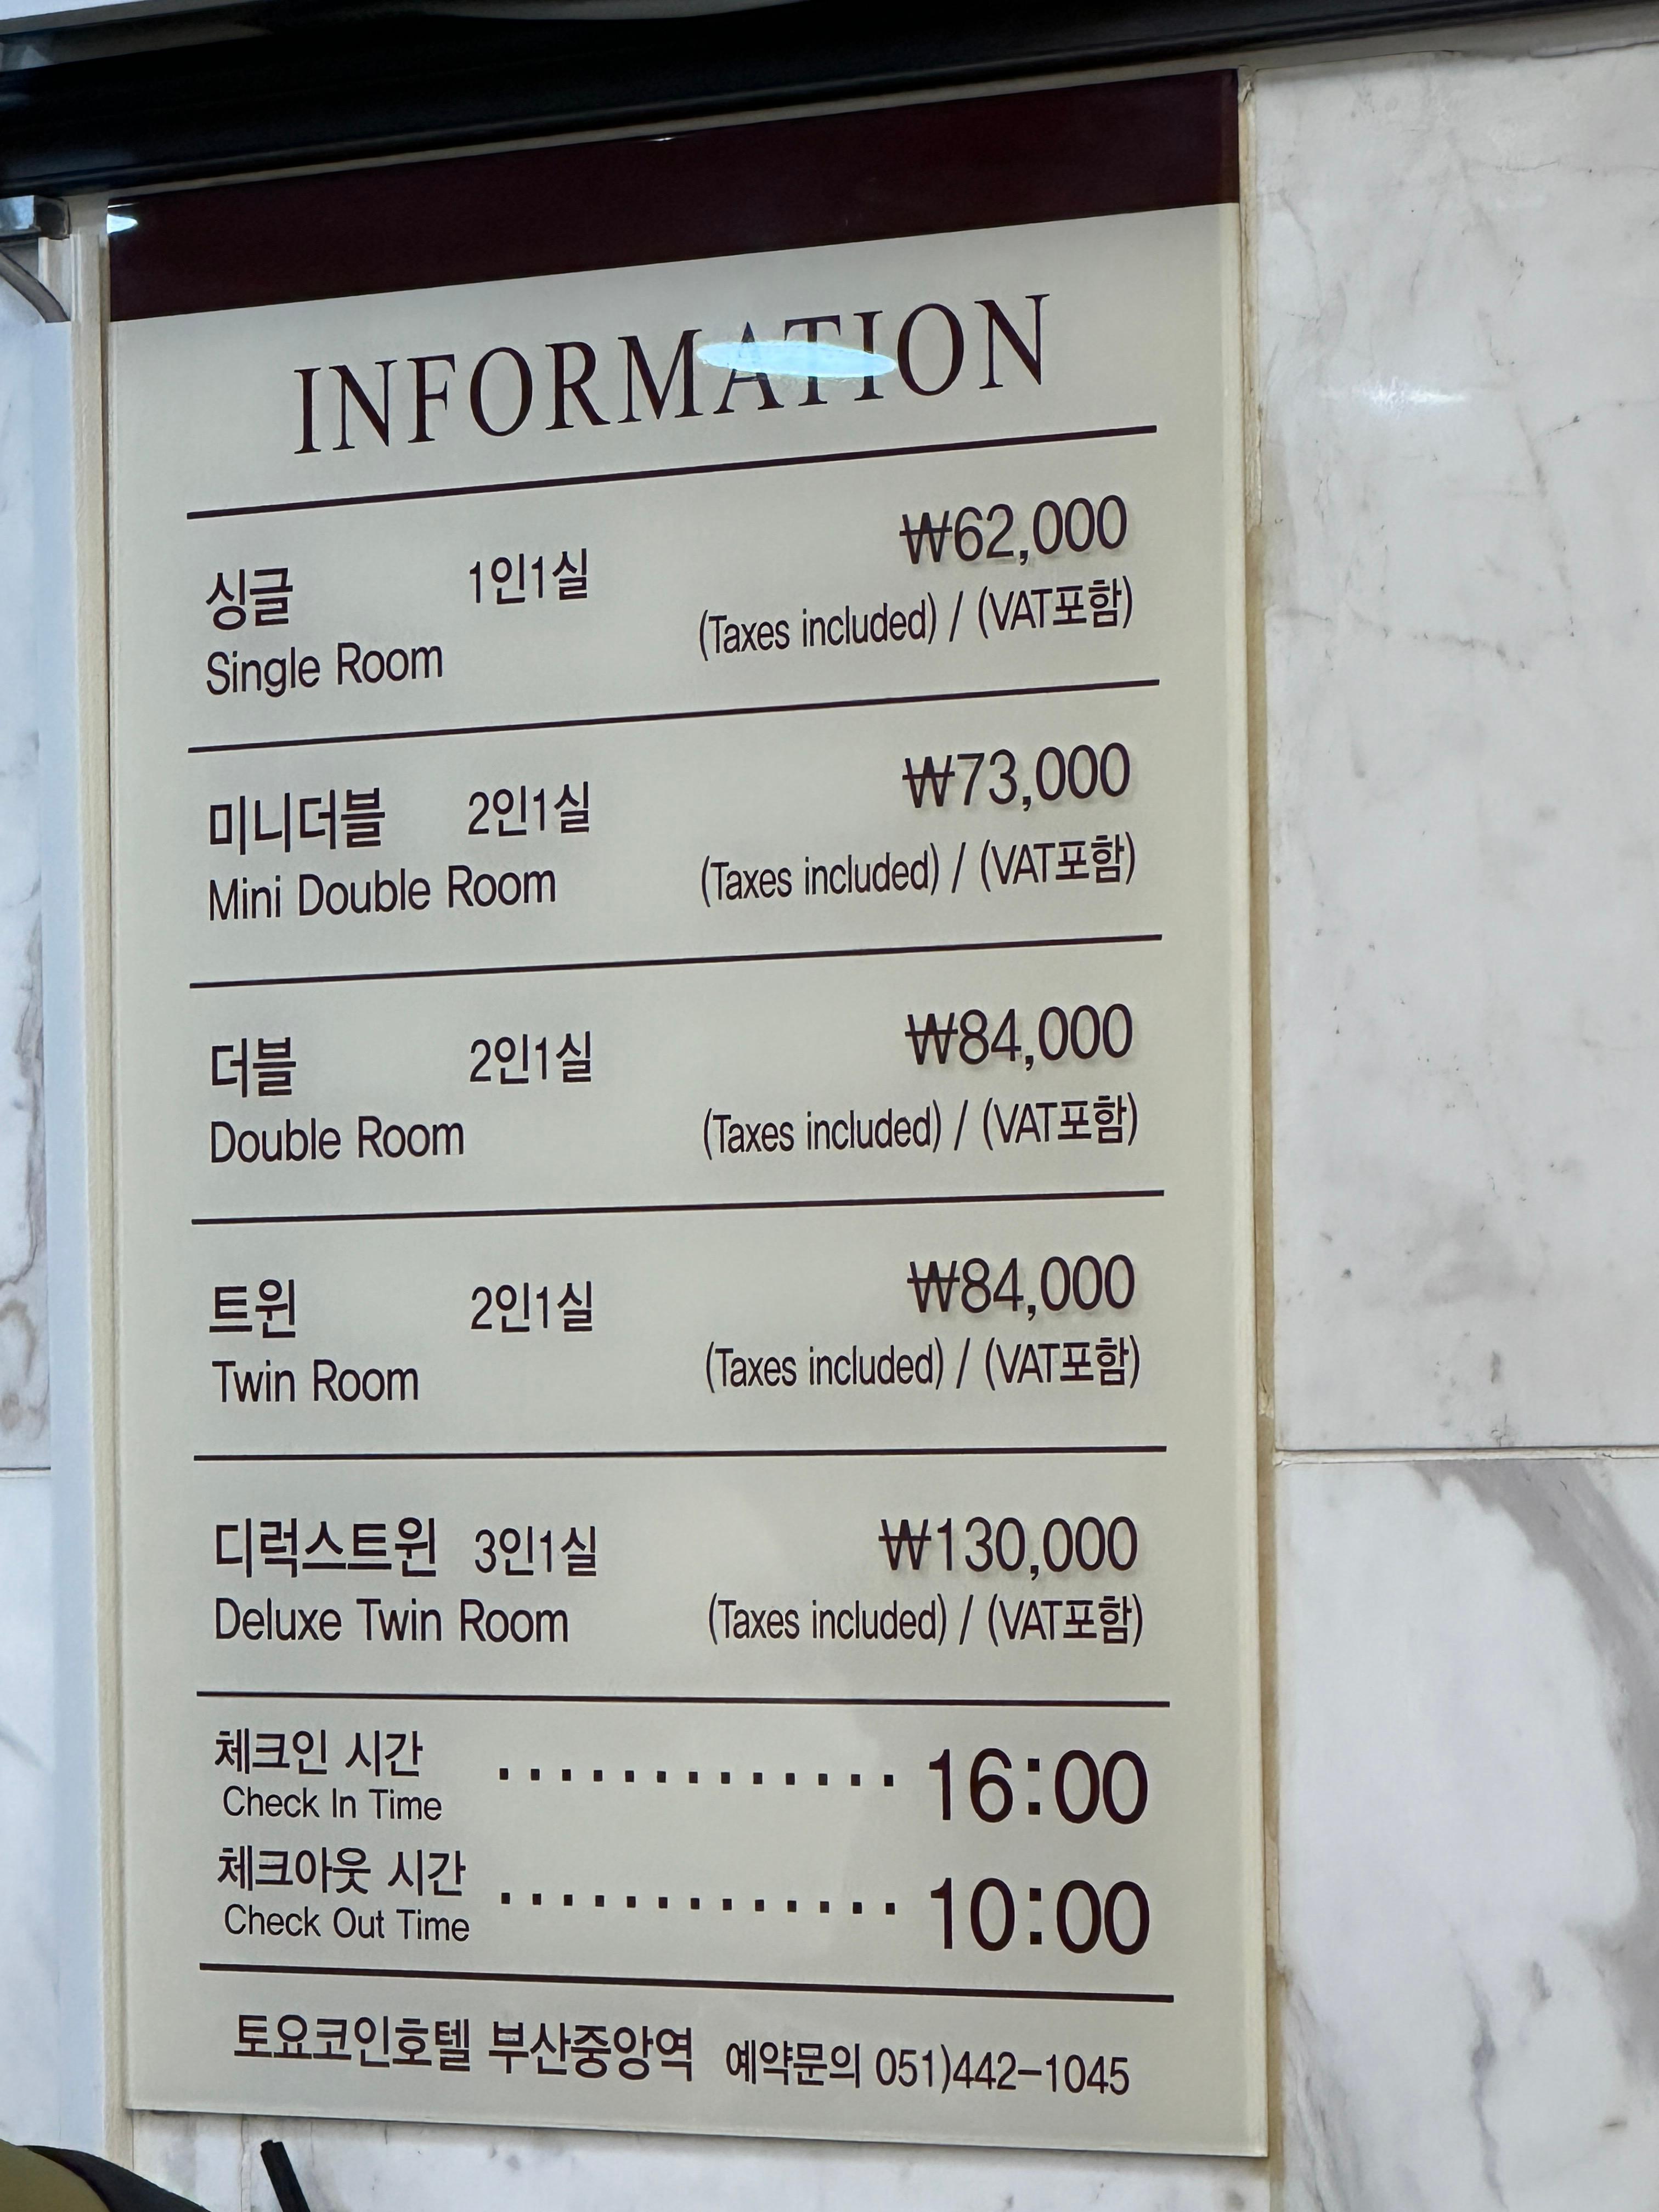 INFORMATION
싱글 1인1실 ₩62,000
Single Room (Taxes included) / (VAT포함)
미니더블 2인1실 ₩73,000
Mini Double Room (Taxes included) / (VAT포함)
더블 2인1실 ₩84,000
Double Room (Taxes included) / (VAT포함)
트윈 2인1실 ₩84,000
Twin Room (Taxes included) / (VAT포함)
디럭스트윈 3인1실 ₩130,000
Deluxe Twin Room (Taxes included) / (VAT포함)
체크인 시간 ············· 16:00
Check In Time
체크아웃 시간 ············· 10:00
Check Out Time
토요코인호텔 부산중앙역 예약문의 051)442-1045